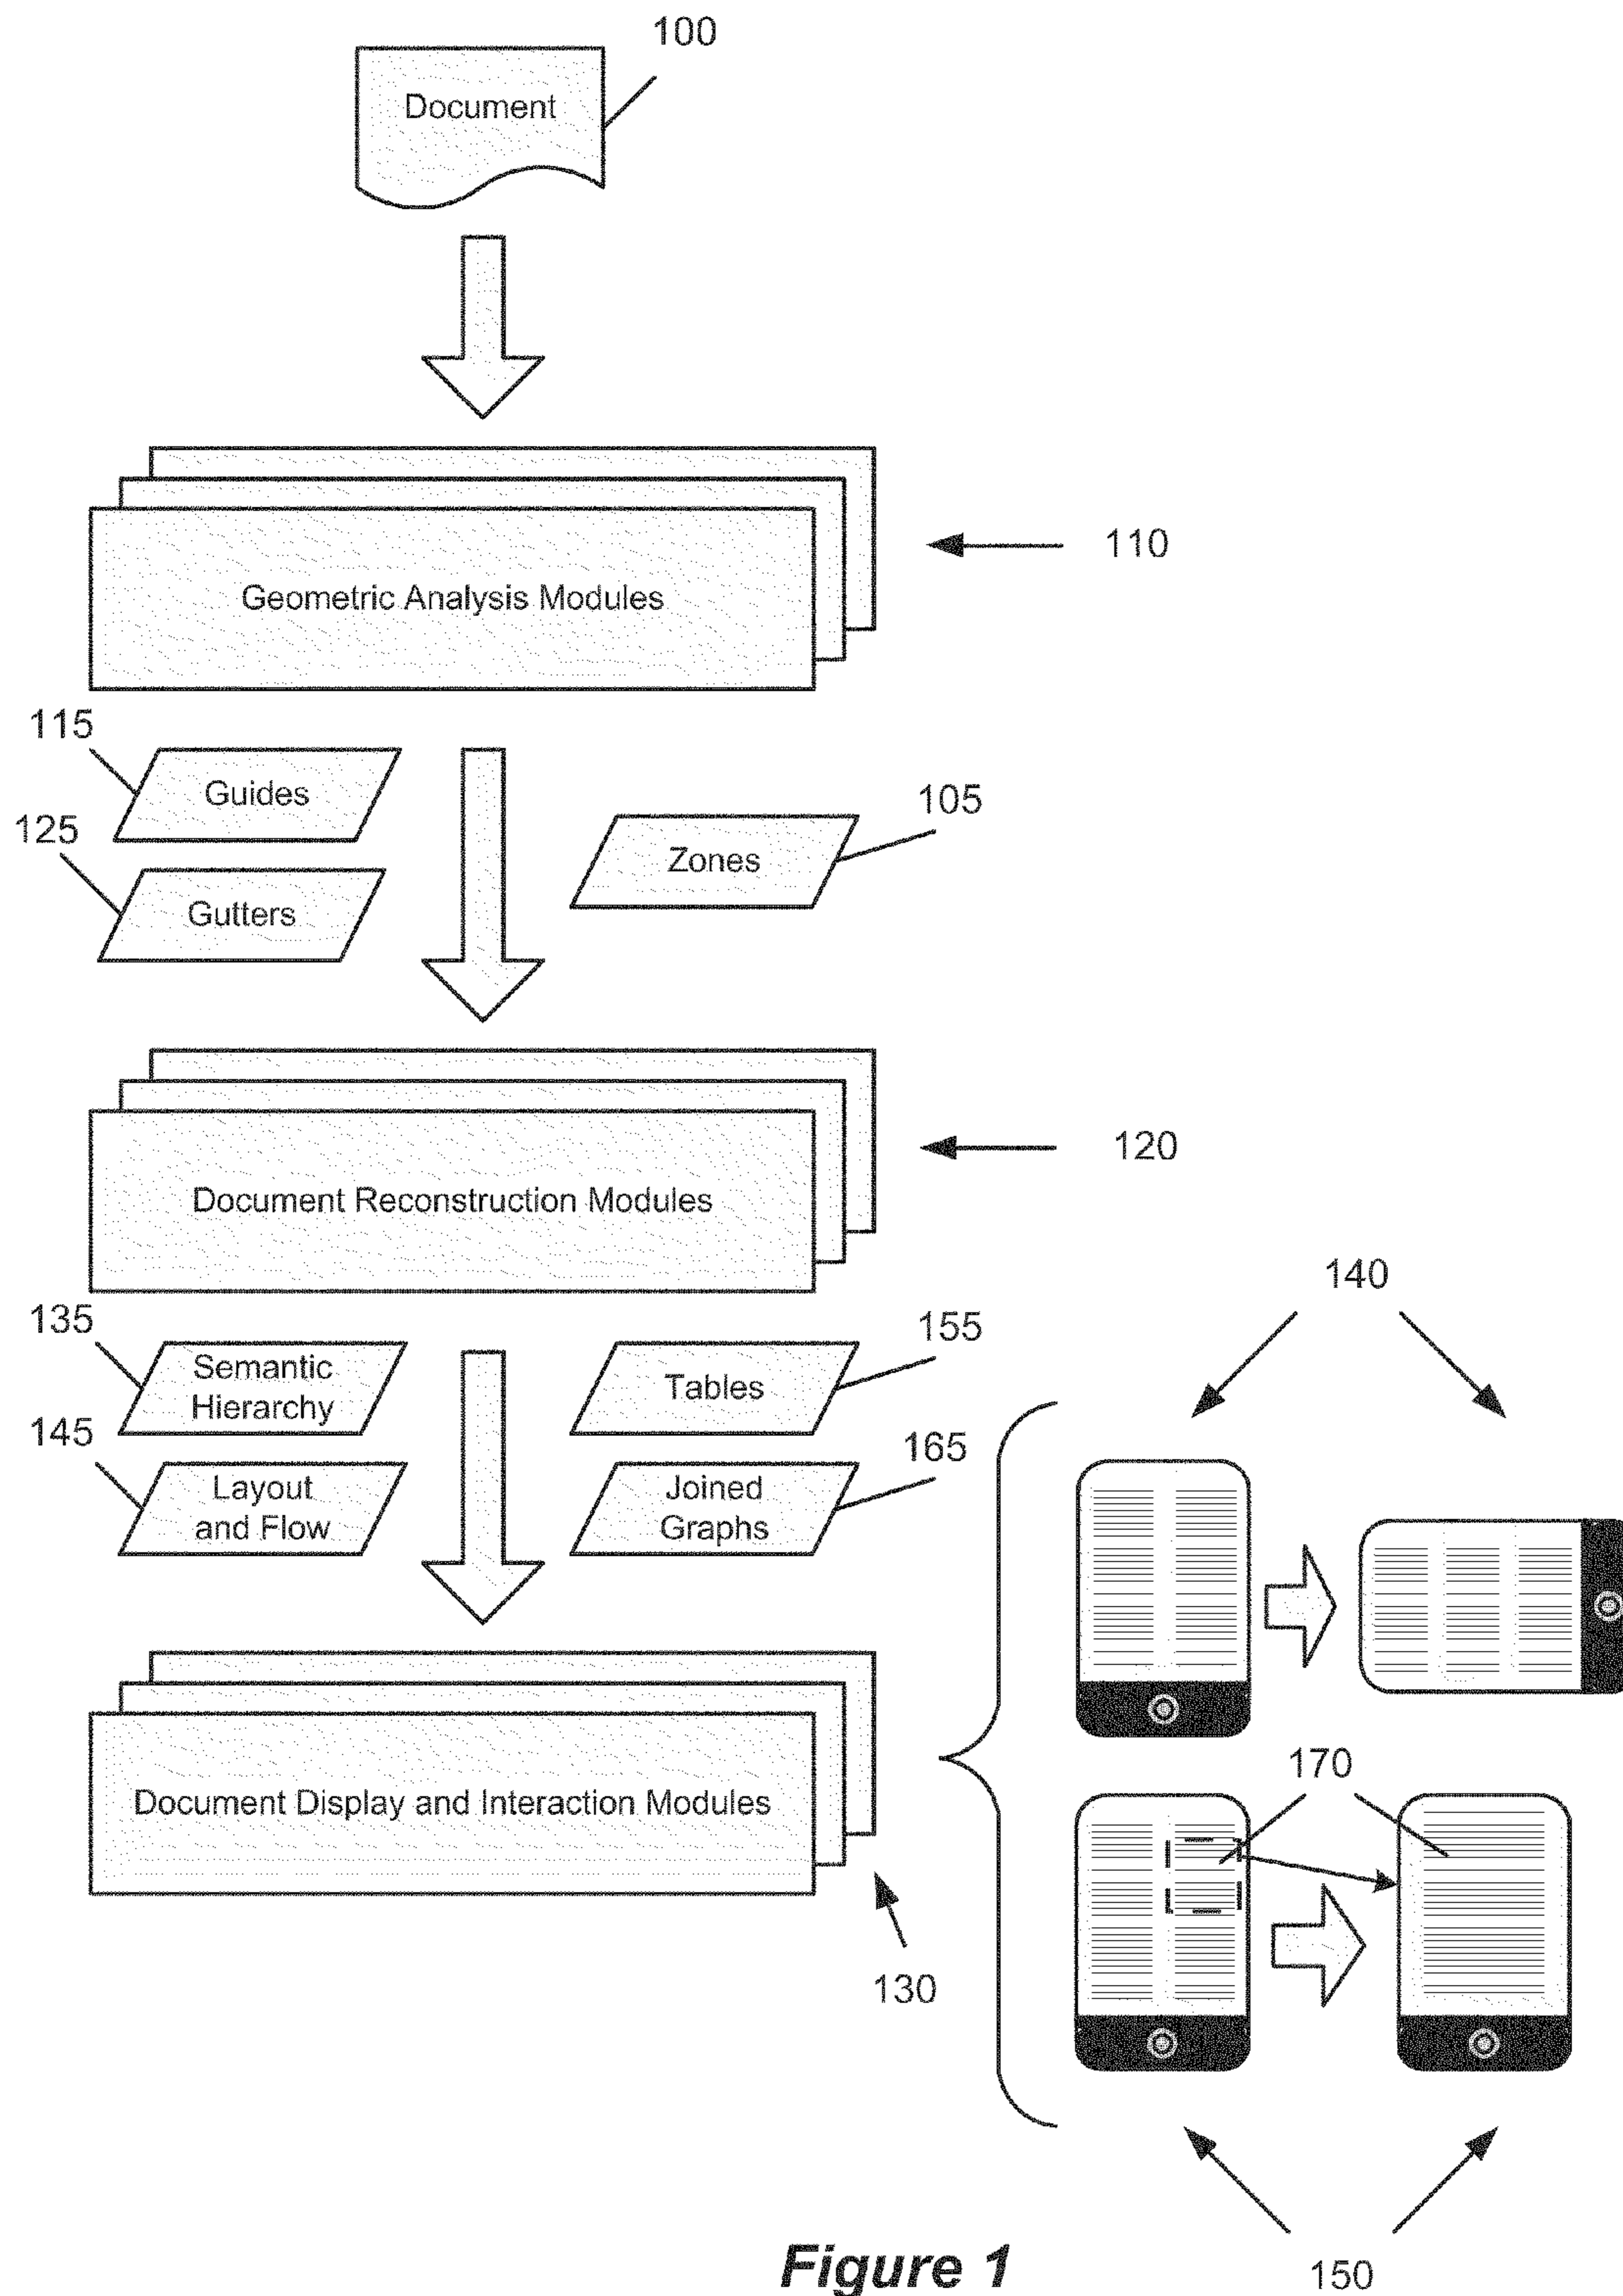 100
Document
110
Geometric Analysis Modules
115
Guides
105
125
Zones
Gutters
120
Document Reconstruction Modules
140
135
155
Semantic
Hierarchy
Tables
145
165
Layout
and Flow
Joined
Graphs
170
Document Display and Interaction Modules
130
150
Figure 1